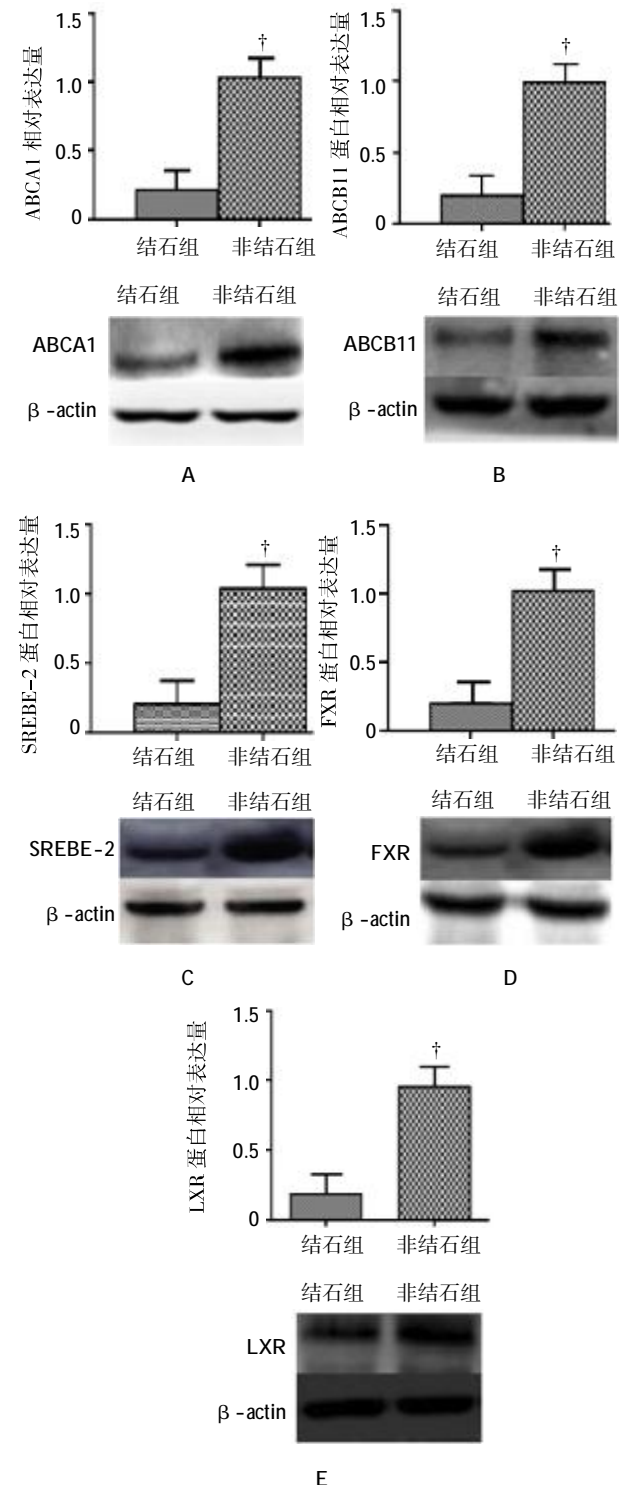 ABCA1 相对表达量
1.5
1.0
0.5
0
†
结石组 非结石组
结石组 非结石组
ABCA1
β-actin
A
ABCB11 蛋白相对表达量
1.5
1.0
0.5
0
†
结石组 非结石组
结石组 非结石组
ABCB11
β-actin
B
SREBE-2 蛋白相对表达量
1.5
1.0
0.5
0
†
结石组 非结石组
结石组 非结石组
SREBE-2
β-actin
C
FXR 蛋白相对表达量
1.5
1.0
0.5
0
†
结石组 非结石组
结石组 非结石组
FXR
β-actin
D
LXR 蛋白相对表达量
1.5
1.0
0.5
0
†
结石组 非结石组
结石组 非结石组
LXR
β-actin
E